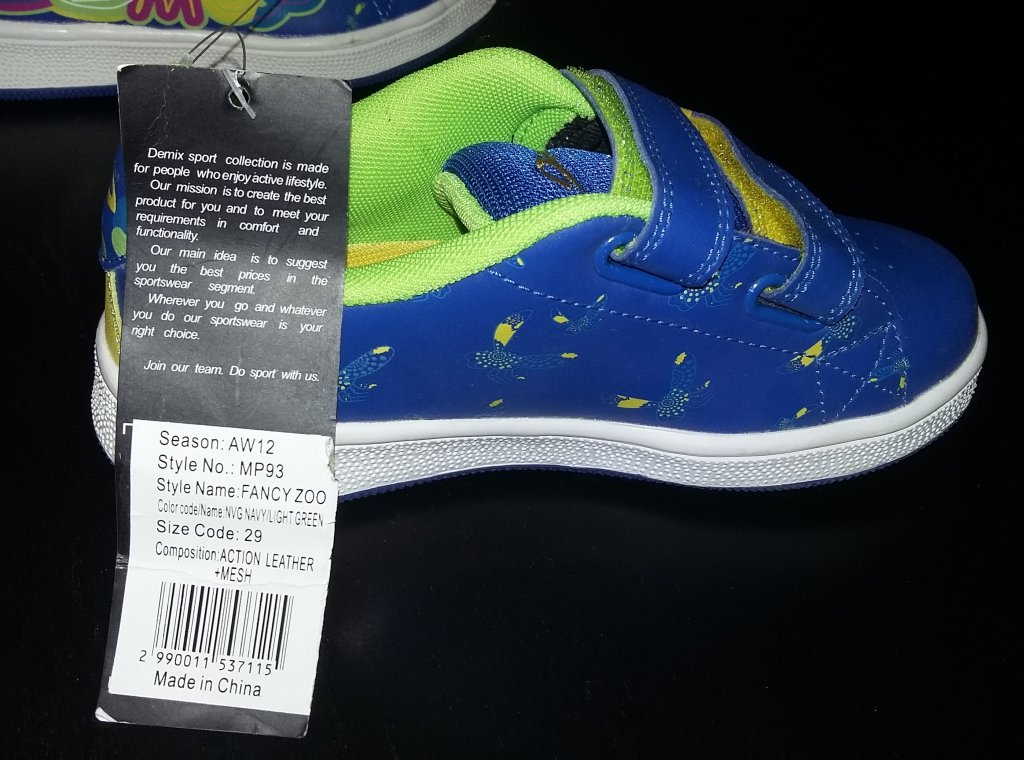 Demix sport collection is made
for people who enjoy active lifestyle.
Our mission is to create the best
product for you and to meet your
requirements in comfort and
functionality.
Our main idea is to suggest
you the best prices in the
sportswear segment.
Wherever you go and whatever
you do our sportswear is your
right choice.
Join our team. Do sport with us.
Season: AW12
Style No.: MP93
Style Name:FANCY ZOO
Color code/Name: NVG NAVY/LIGHT GREEN
Size Code: 29
Composition:ACTION LEATHER
+MESH
2 990011 537115
Made in China